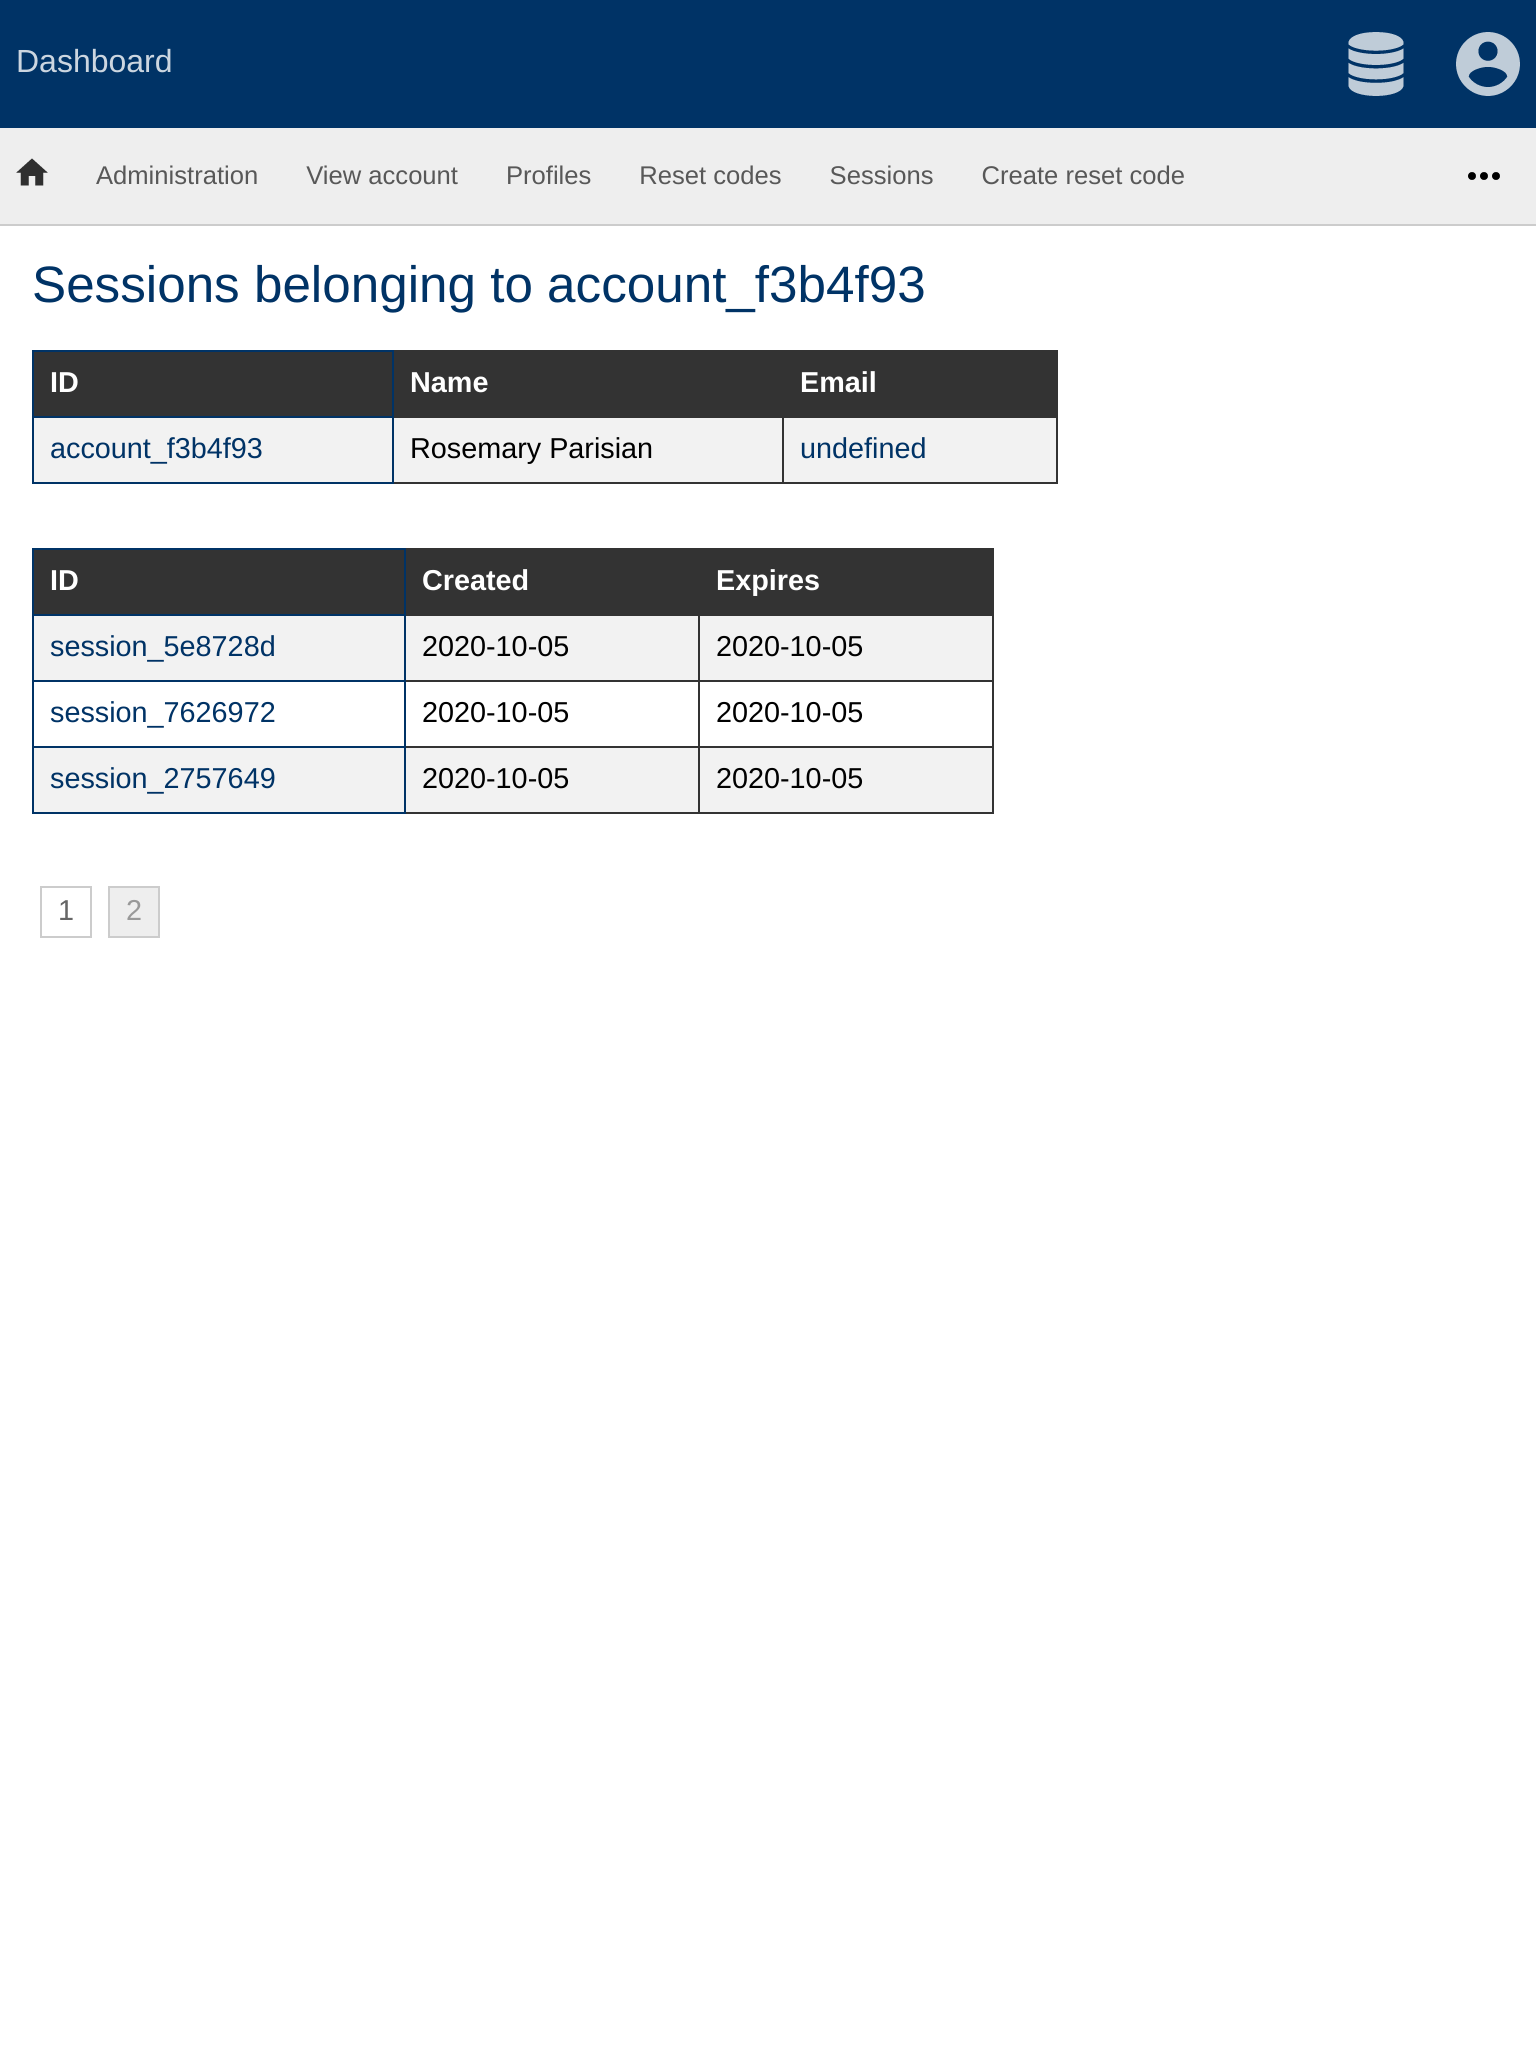 Dashboard
Administration View account Profiles Reset codes Sessions Create reset code
Sessions belonging to account_f3b4f93
ID Name Email
account_f3b4f93 Rosemary Parisian undefined
ID Created Expires
session_5e8728d 2020-10-05 2020-10-05
session_7626972 2020-10-05 2020-10-05
session_2757649 2020-10-05 2020-10-05
1 2